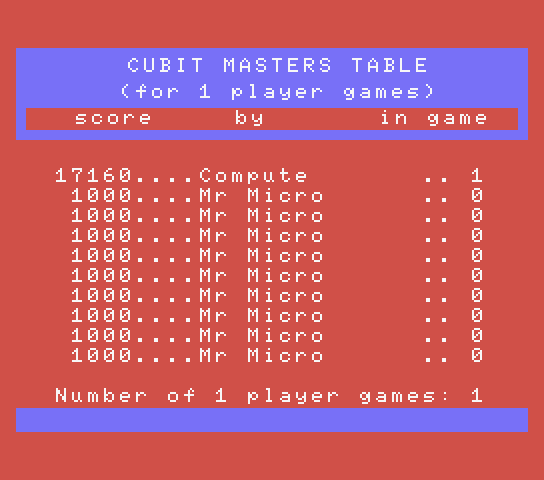 CUBIT MASTERS TABLE
(for 1 player games)
score by in game
17160....Compute .. 1
1000....Mr Micro .. 0
1000....Mr Micro .. 0
1000....Mr Micro .. 0
1000....Mr Micro .. 0
1000....Mr Micro .. 0
1000....Mr Micro .. 0
1000....Mr Micro .. 0
1000....Mr Micro .. 0
1000....Mr Micro .. 0
Number of 1 player games: 1